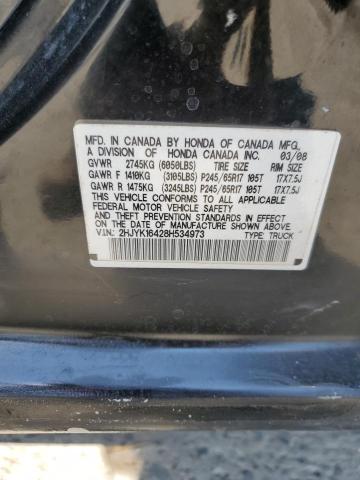 MFD. IN CANADA BY HONDA OF CANADA MFG.,
A DIVISION OF HONDA CANADA INC. 03/08
GVWR 2745KG (6050LBS) TIRE SIZE RIM SIZE
GAWR F 1410KG (3105LBS) P245/65R17 105T 17X7.5J
GAWR R 1475KG (3245LBS) P245/65R17 105T 17X7.5J
THIS VEHICLE CONFORMS TO ALL APPLICABLE
FEDERAL MOTOR VEHICLE SAFETY AND THEFT
PREVENTION STANDARDS IN EFFECT ON THE
DATE OF MANUFACTURE SHOWN ABOVE.
V.I.N: 2HJYK16428H534973 TYPE: TRUCK